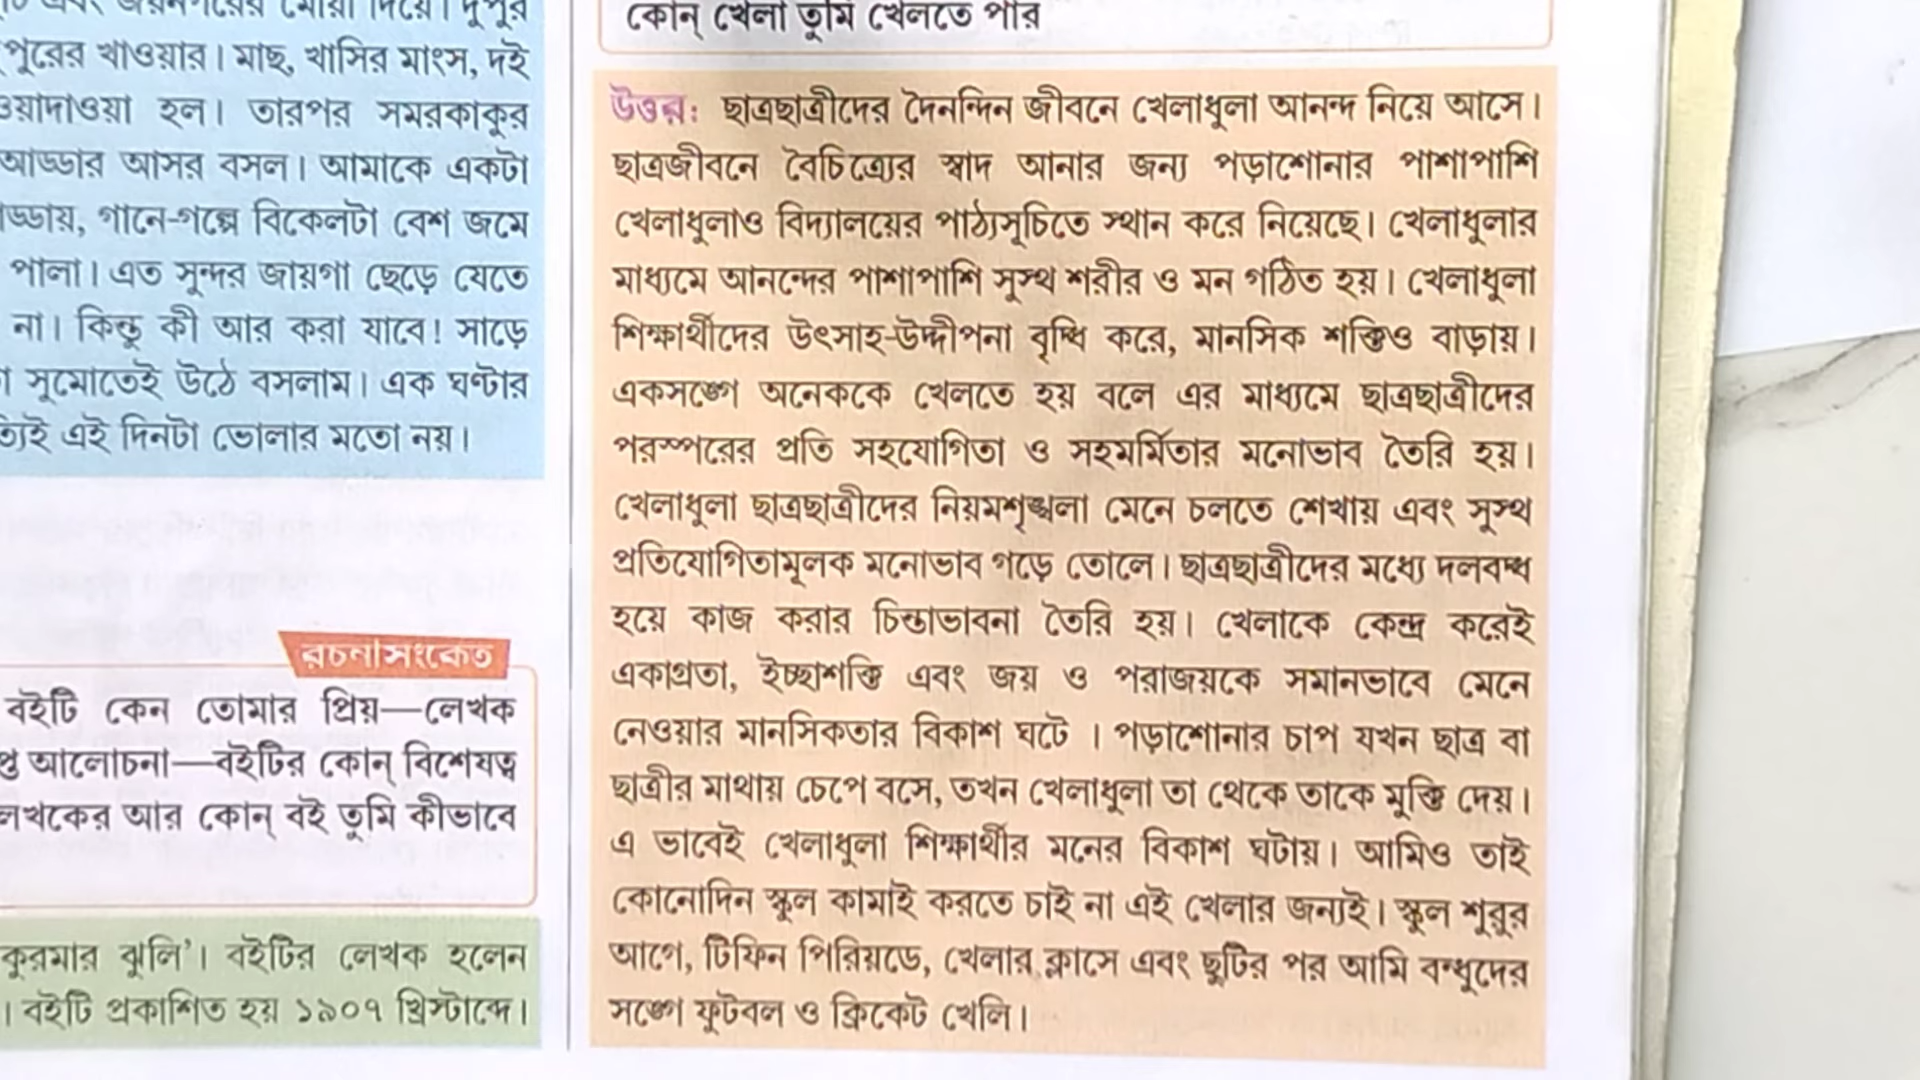 এবং জয়নগরের মোয়া দিয়ে। দুপুর
পুরের খাওয়ার। মাছ, খাসির মাংস, দই
ওয়াদাওয়া হল। তারপর সমরকাকুর
আড্ডার আসর বসল। আমাকে একটা
াড্ডায়, গানে-গল্পে বিকেলটা বেশ জমে
পালা। এত সুন্দর জায়গা ছেড়ে যেতে
না। কিন্তু কী আর করা যাবে! সাড়ে
সুমোতেই উঠে বসলাম। এক ঘণ্টার
ত্যিই এই দিনটা ভোলার মতো নয়।
রচনাসংকেত
বইটি কেন তোমার প্রিয়—লেখক
প্ত আলোচনা—বইটির কোন্ বিশেষত্ব
লেখকের আর কোন্ বই তুমি কীভাবে
কুরমার ঝুলি’। বইটির লেখক হলেন
। বইটি প্রকাশিত হয় ১৯০৭ খ্রিস্টাব্দে।
কোন্ খেলা তুমি খেলতে পার
উত্তর: ছাত্রছাত্রীদের দৈনন্দিন জীবনে খেলাধুলা আনন্দ নিয়ে আসে।
ছাত্রজীবনে বৈচিত্র্যের স্বাদ আনার জন্য পড়াশোনার পাশাপাশি
খেলাধুলাও বিদ্যালয়ের পাঠ্যসূচিতে স্থান করে নিয়েছে। খেলাধুলার
মাধ্যমে আনন্দের পাশাপাশি সুস্থ শরীর ও মন গঠিত হয়। খেলাধুলা
শিক্ষার্থীদের উৎসাহ-উদ্দীপনা বৃদ্ধি করে, মানসিক শক্তিও বাড়ায়।
একসঙ্গে অনেককে খেলতে হয় বলে এর মাধ্যমে ছাত্রছাত্রীদের
পরস্পরের প্রতি সহযোগিতা ও সহমর্মিতার মনোভাব তৈরি হয়।
খেলাধুলা ছাত্রছাত্রীদের নিয়মশৃঙ্খলা মেনে চলতে শেখায় এবং সুস্থ
প্রতিযোগিতামূলক মনোভাব গড়ে তোলে। ছাত্রছাত্রীদের মধ্যে দলবদ্ধ
হয়ে কাজ করার চিন্তাভাবনা তৈরি হয়। খেলাকে কেন্দ্র করেই
একাগ্রতা, ইচ্ছাশক্তি এবং জয় ও পরাজয়কে সমানভাবে মেনে
নেওয়ার মানসিকতার বিকাশ ঘটে । পড়াশোনার চাপ যখন ছাত্র বা
ছাত্রীর মাথায় চেপে বসে, তখন খেলাধুলা তা থেকে তাকে মুক্তি দেয়।
এ ভাবেই খেলাধুলা শিক্ষার্থীর মনের বিকাশ ঘটায়। আমিও তাই
কোনোদিন স্কুল কামাই করতে চাই না এই খেলার জন্যই। স্কুল শুরুর
আগে, টিফিন পিরিয়ডে, খেলার ক্লাসে এবং ছুটির পর আমি বন্ধুদের
সঙ্গে ফুটবল ও ক্রিকেট খেলি।